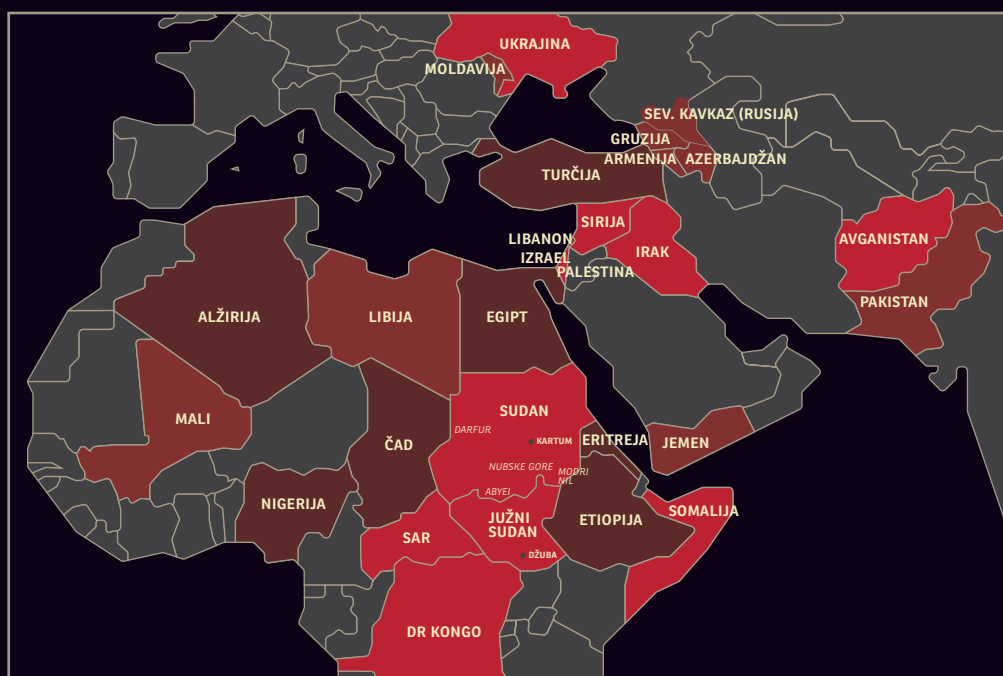 UKRAJINA
MOLDAVIJA
SEV. KAVKAZ (RUSIJA)
GRUZIJA
ARMENIJA
AZERBAJDŽAN
TURČIJA
SIRIJA
LIBANON
AVGANISTAN
IRAK
IZRAEL
PALESTINA
PAKISTAN
ALŽIRIJA
LIBIJA
EGIPT
SUDAN
MALI
DARFUR
KARTUM
ERITREJA
JEMEN
ČAD
NUBSKE GORE
MODRI
NIL
ABYEI
NIGERIJA
SOMALIJA
JUŽNI
SUDAN
ETIOPIJA
SAR
DŽUBA
DR KONGO